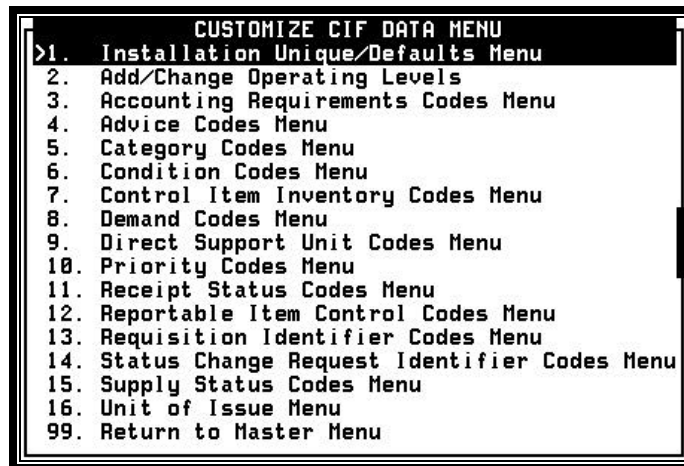 CUSTOMIZE CIF DATA MENU
>1. Installation Unique/Defaults Menu
2. Add/Change Operating Levels
3. Accounting Requirements Codes Menu
4. Advice Codes Menu
5. Category Codes Menu
6. Condition Codes Menu
7. Control Item Inventory Codes Menu
8. Demand Codes Menu
9. Direct Support Unit Codes Menu
10. Priority Codes Menu
11. Receipt Status Codes Menu
12. Reportable Item Control Codes Menu
13. Requisition Identifier Codes Menu
14. Status Change Request Identifier Codes Menu
15. Supply Status Codes Menu
16. Unit of Issue Menu
99. Return to Master Menu